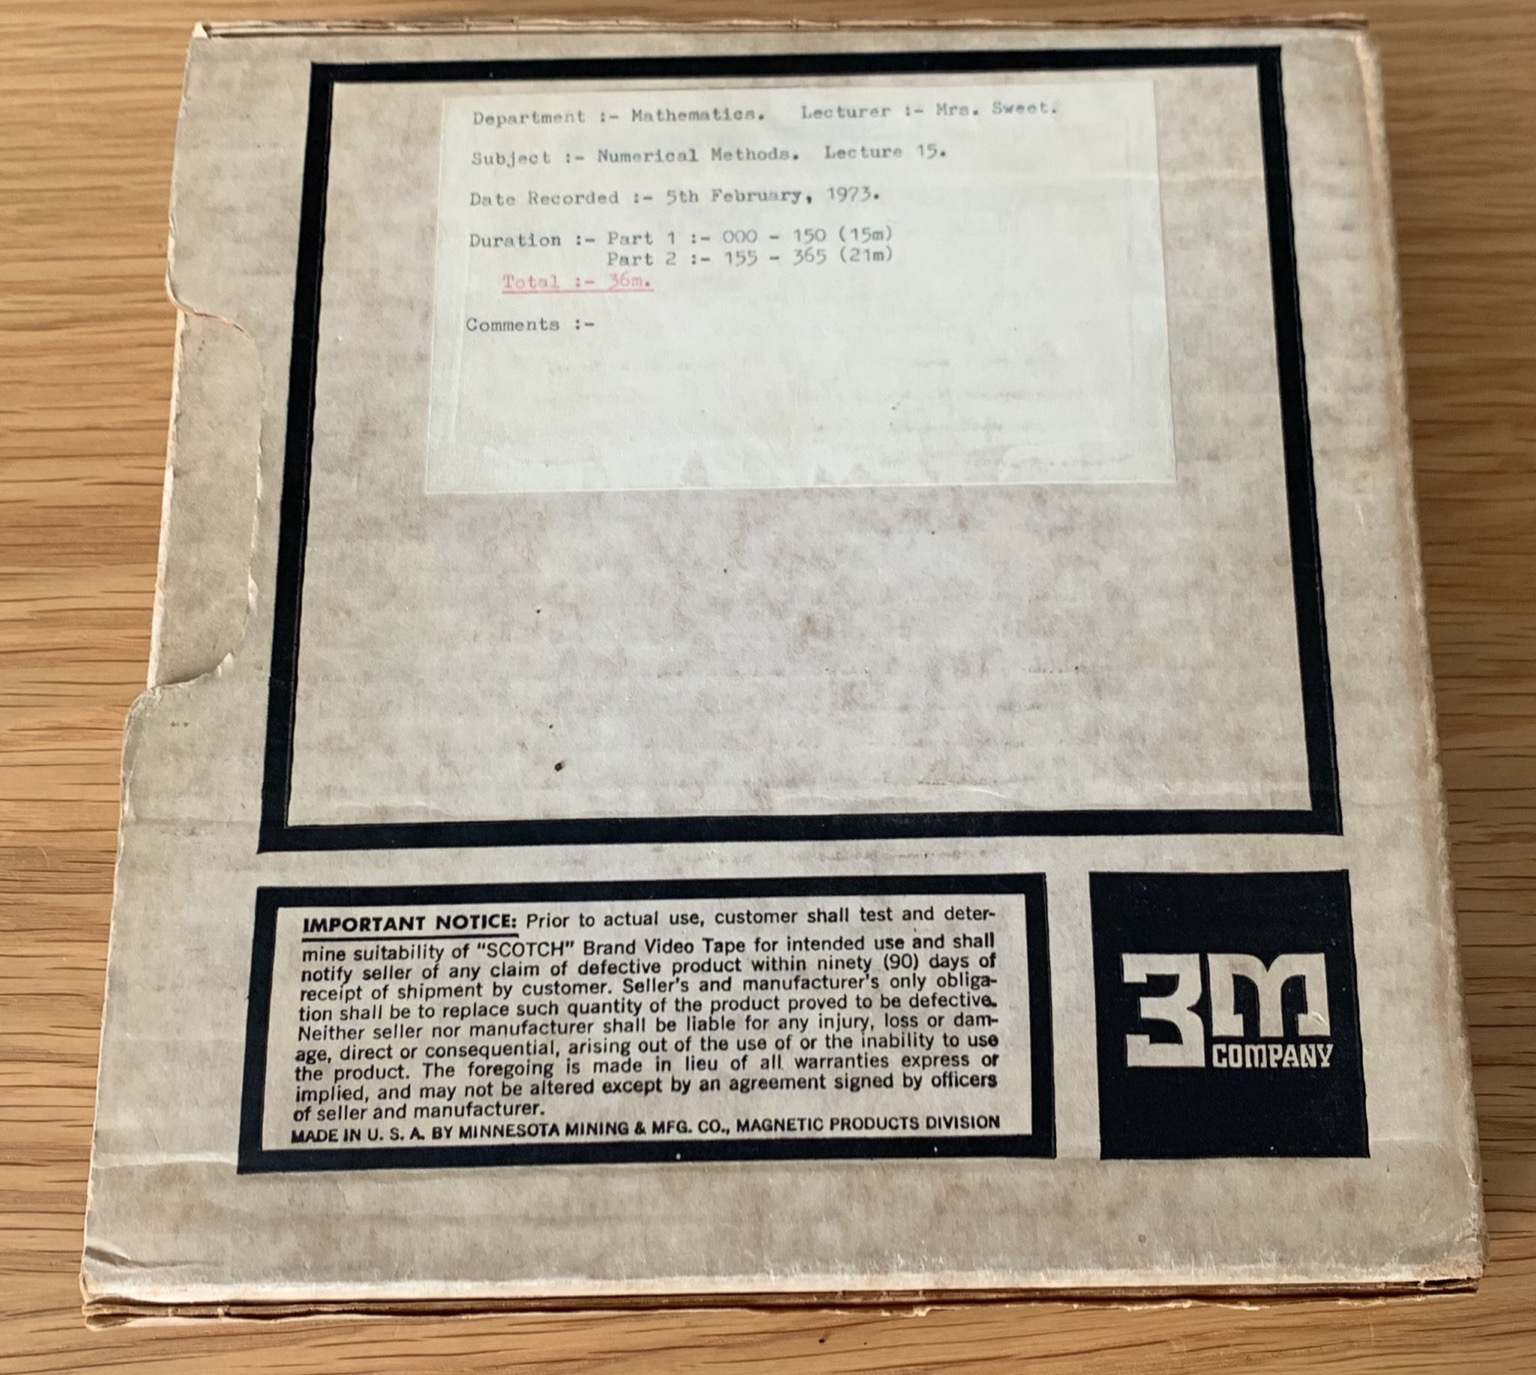 Department :- Mathematics. Lecturer :- Mrs. Sweet.
Subject :- Numerical Methods. Lecture 15.
Date Recorded :- 5th February, 1973.
Duration :- Part 1 :- 000 - 150 (15m)
Part 2 :- 155 - 365 (21m)
Total :- 36m.
Comments :-
IMPORTANT NOTICE: Prior to actual use, customer shall test and deter-
mine suitability of "SCOTCH" Brand Video Tape for intended use and shall
notify seller of any claim of defective product within ninety (90) days of
receipt of shipment by customer. Seller's and manufacturer's only obliga-
tion shall be to replace such quantity of the product proved to be defective.
Neither seller nor manufacturer shall be liable for any injury, loss or dam-
age, direct or consequential, arising out of the use of or the inability to use
the product. The foregoing is made in lieu of all warranties express or
implied, and may not be altered except by an agreement signed by officers
of seller and manufacturer.
MADE IN U. S. A. BY MINNESOTA MINING & MFG. CO., MAGNETIC PRODUCTS DIVISION
3M
COMPANY